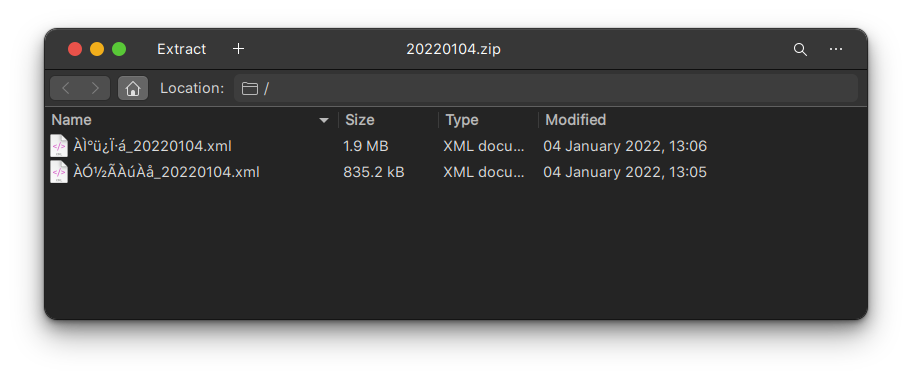 Extract
20220104.zip
Location:
/
Name Size Type Modified
ÀÌ°ü¿Ï·á_20220104.xml 1.9 MB XML docu... 04 January 2022, 13:06
ÀÓ½ÃÀúÀå_20220104.xml 835.2 kB XML docu... 04 January 2022, 13:05